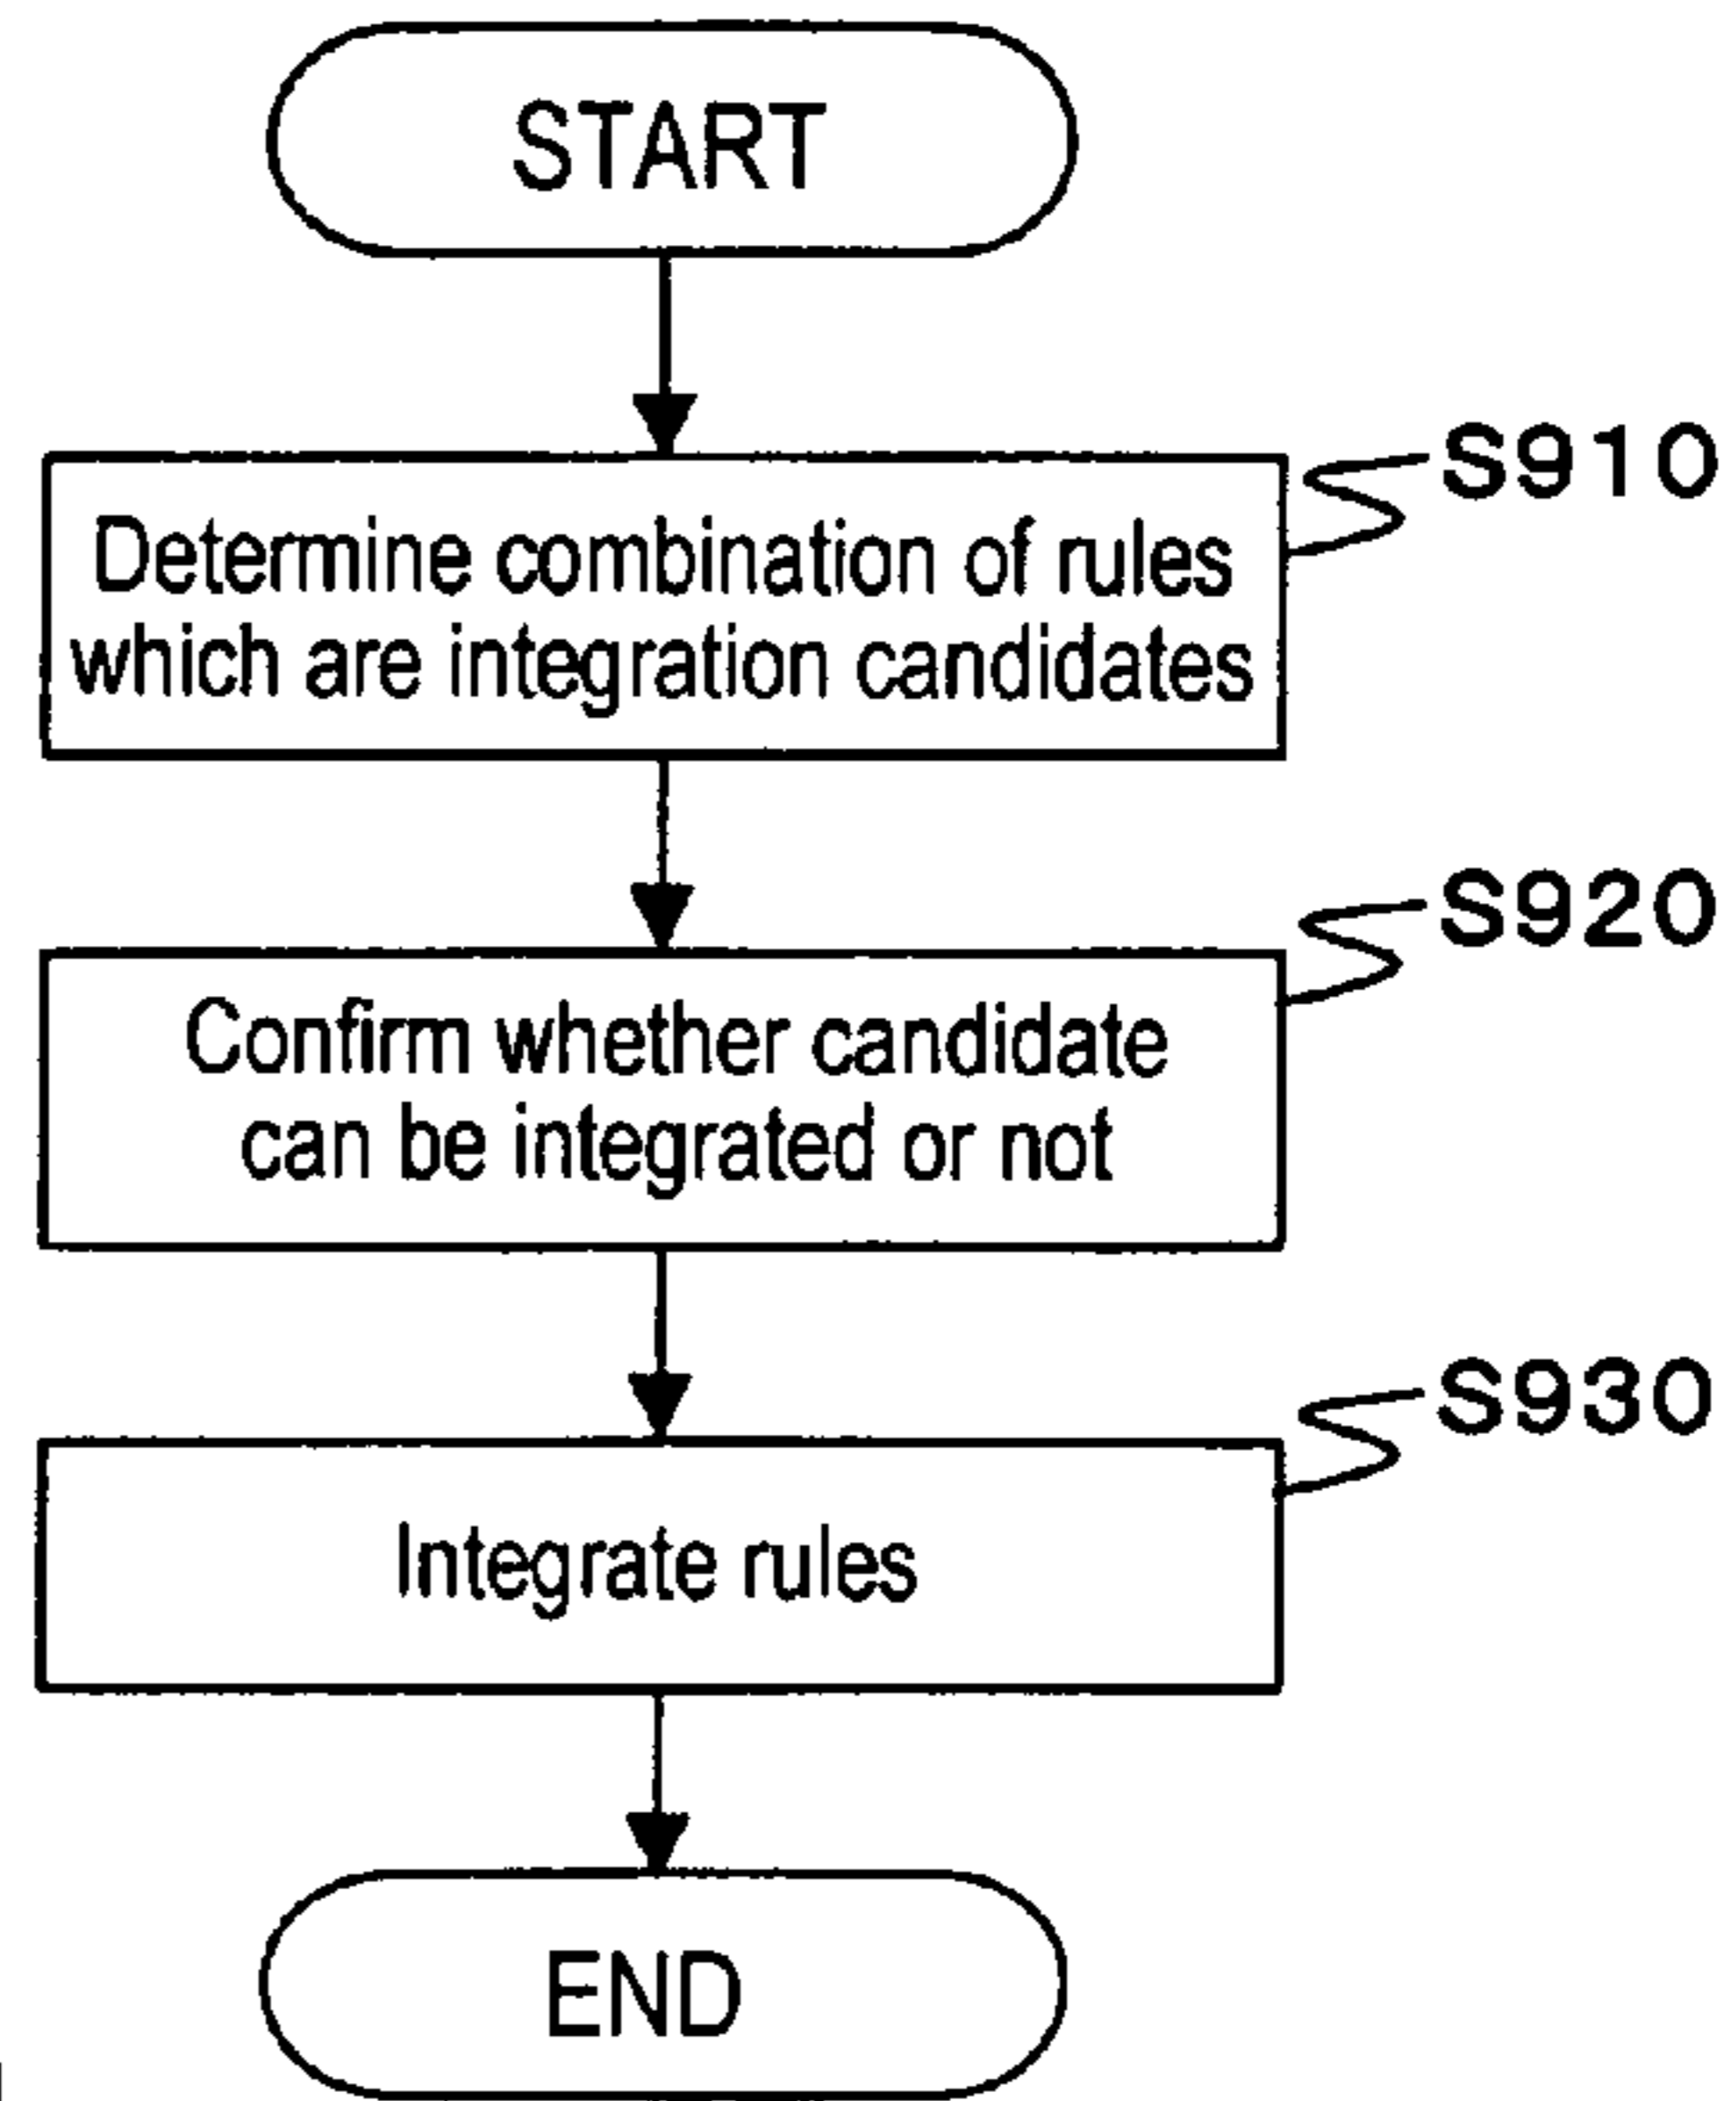 START
S910
Determine combination of rules
which are integration candidates
S920
Confirm whether candidate
can be integrated or not
S930
Integrate rules
END